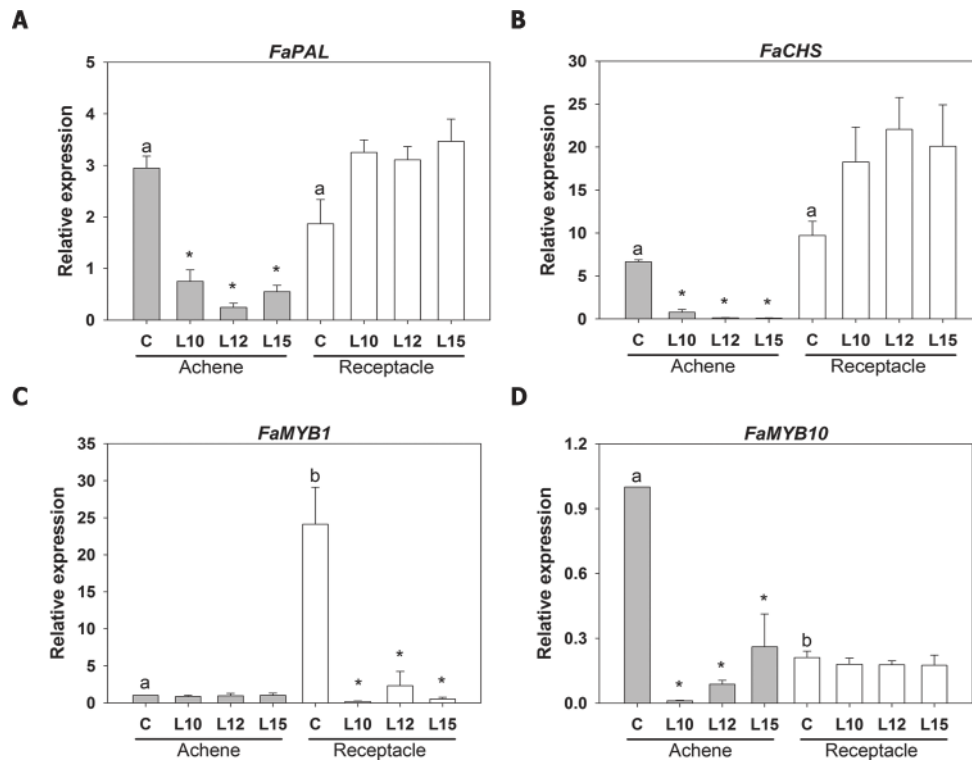 A
FaPAL
Relative expression
5
4
3
2
1
0
a
*
*
*
a
C L10 L12 L15 C L10 L12 L15
Achene Receptacle
B
FaCHS
Relative expression
30
25
20
15
10
5
0
a
*
*
*
a
C L10 L12 L15 C L10 L12 L15
Achene Receptacle
C
FaMYB1
Relative expression
35
30
25
20
15
10
5
0
a
b
*
*
*
C L10 L12 L15 C L10 L12 L15
Achene Receptacle
D
FaMYB10
Relative expression
1.2
0.9
0.6
0.3
0.0
a
*
*
*
b
C L10 L12 L15 C L10 L12 L15
Achene Receptacle